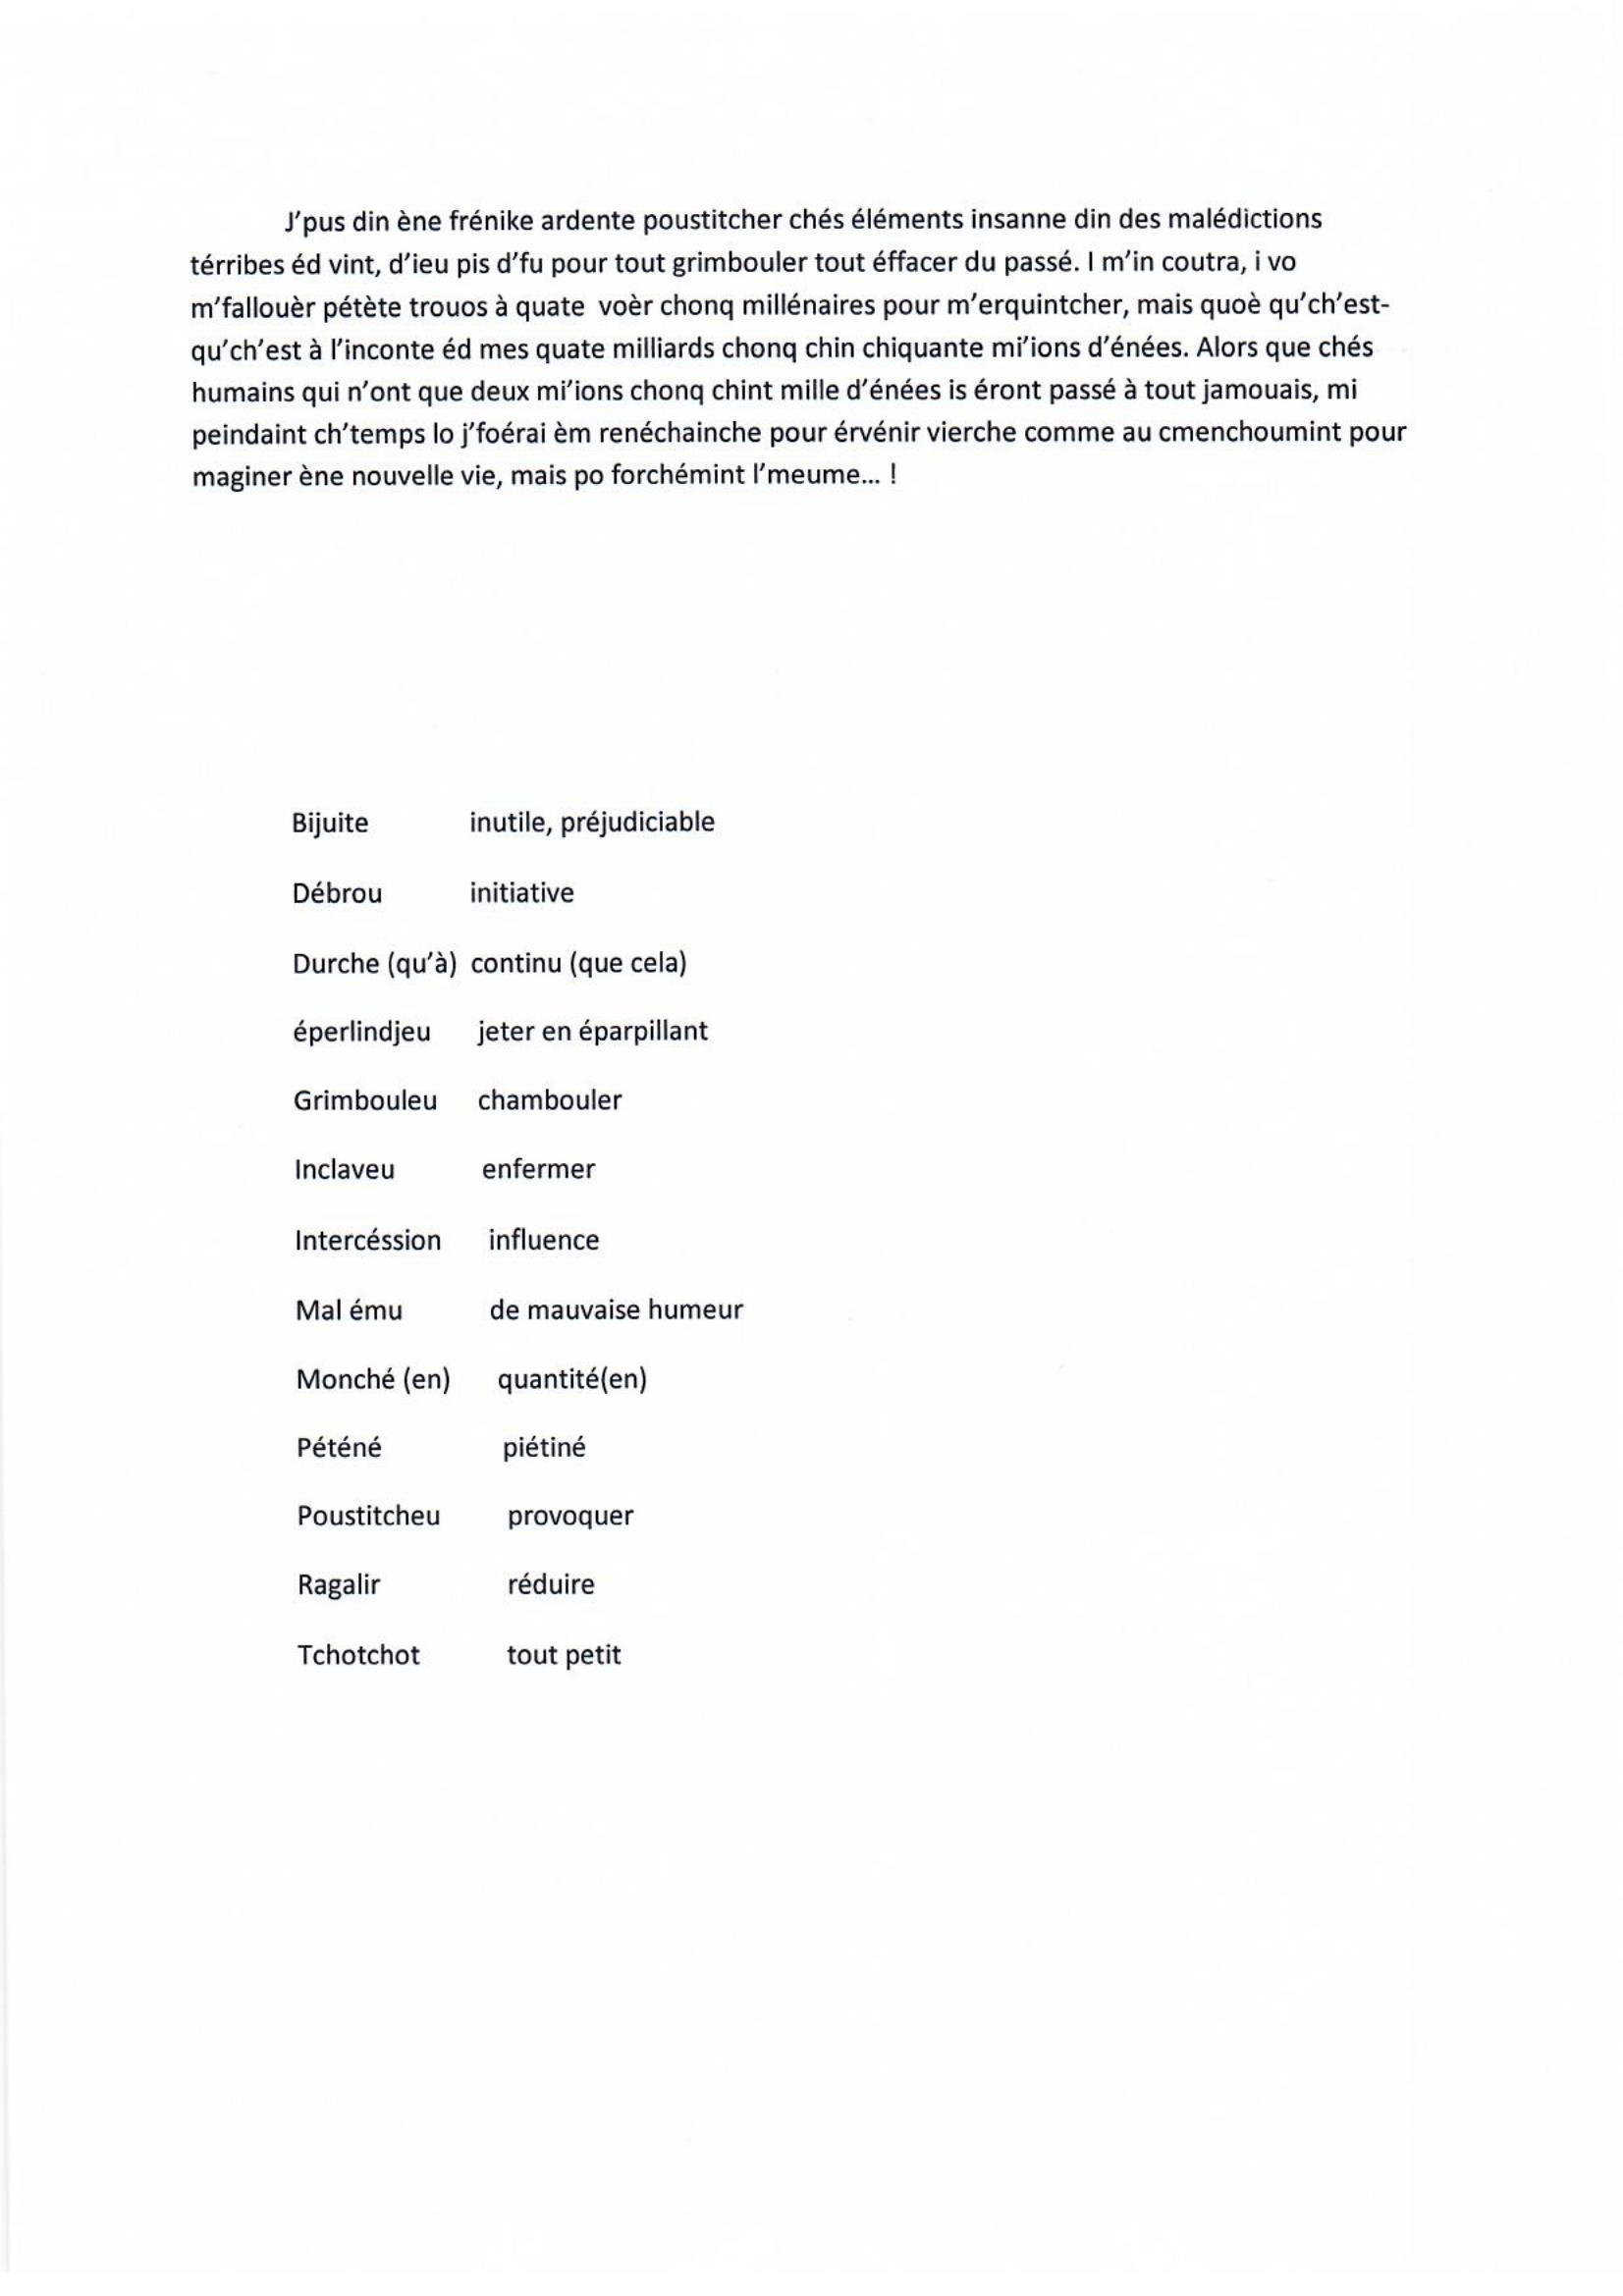 J'pus din ène frénike ardente poustitcher chés éléments insanne din des malédictions
térribes éd vint, d'ieu pis d'fu pour tout grimbouler tout éffacer du passé. I m'in coutra, i vo
m'fallouèr pétète trouos à quate voèr chonq millénaires pour m'erquintcher, mais quoè qu'ch'est-
qu'ch'est à l'inconte éd mes quate milliards chonq chin chiquante mi'ions d'énées. Alors que chés
humains qui n'ont que deux mi'ions chonq chint mille d'énées is éront passé à tout jamouais, mi
peindaint ch'temps lo j'foérai èm renéchainche pour érvénir vierche comme au cmenchoumint pour
maginer ène nouvelle vie, mais po forchémint l'meume... !
Bijuite inutile, préjudiciable
Débrou initiative
Durche (qu'à) continu (que cela)
éperlindjeu jeter en éparpillant
Grimbouleu chambouler
Inclaveu enfermer
Intercéssion influence
Mal ému de mauvaise humeur
Monché (en) quantité(en)
Péténé piétiné
Poustitcheu provoquer
Ragalir réduire
Tchotchot tout petit